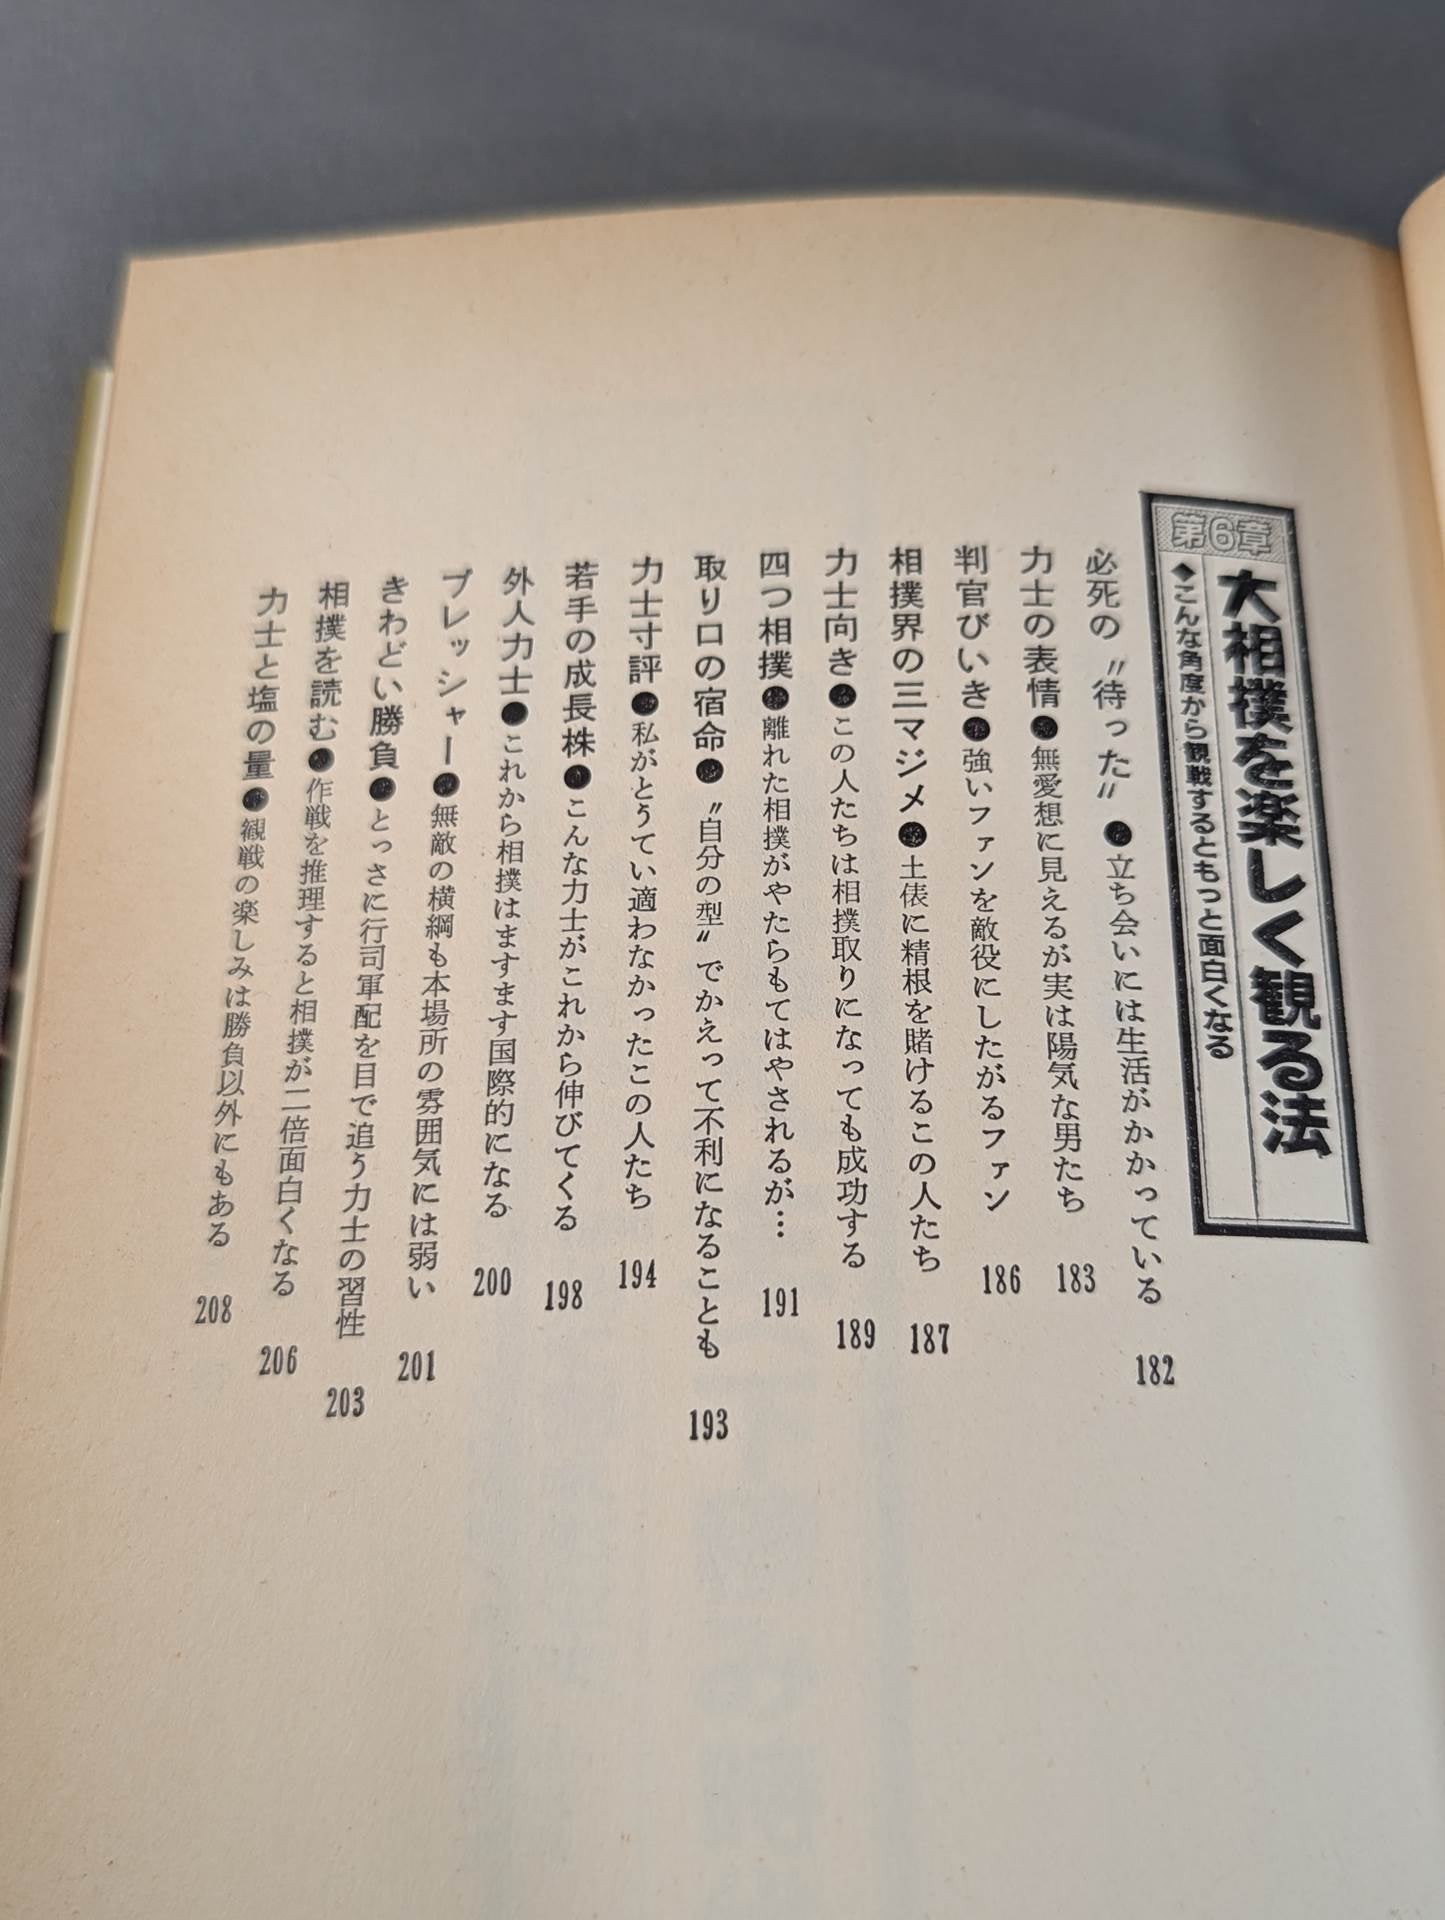 第6章
大相撲を楽しく観る法
◆こんな角度から観戦するともっと面白くなる
必死の〝待った〟●立ち会いには生活がかかっている 182
力士の表情●無愛想に見えるが実は陽気な男たち 183
判官びいき●強いファンを敵役にしたがるファン 186
相撲界の三マジメ●土俵に精根を賭けるこの人たち 187
力士向き●この人たちは相撲取りになっても成功する 189
四つ相撲●離れた相撲がやたらもてはやされるが… 191
取り口の宿命●〝自分の型〟でかえって不利になることも 193
力士寸評●私がとうてい適わなかったこの人たち 194
若手の成長株●こんな力士がこれから伸びてくる 198
外人力士●これから相撲はますます国際的になる 200
プレッシャー●無敵の横綱も本場所の雰囲気には弱い 201
きわどい勝負●とっさに行司軍配を目で追う力士の習性 203
相撲を読む●作戦を推理すると相撲が二倍面白くなる 206
力士と塩の量●観戦の楽しみは勝負以外にもある 208